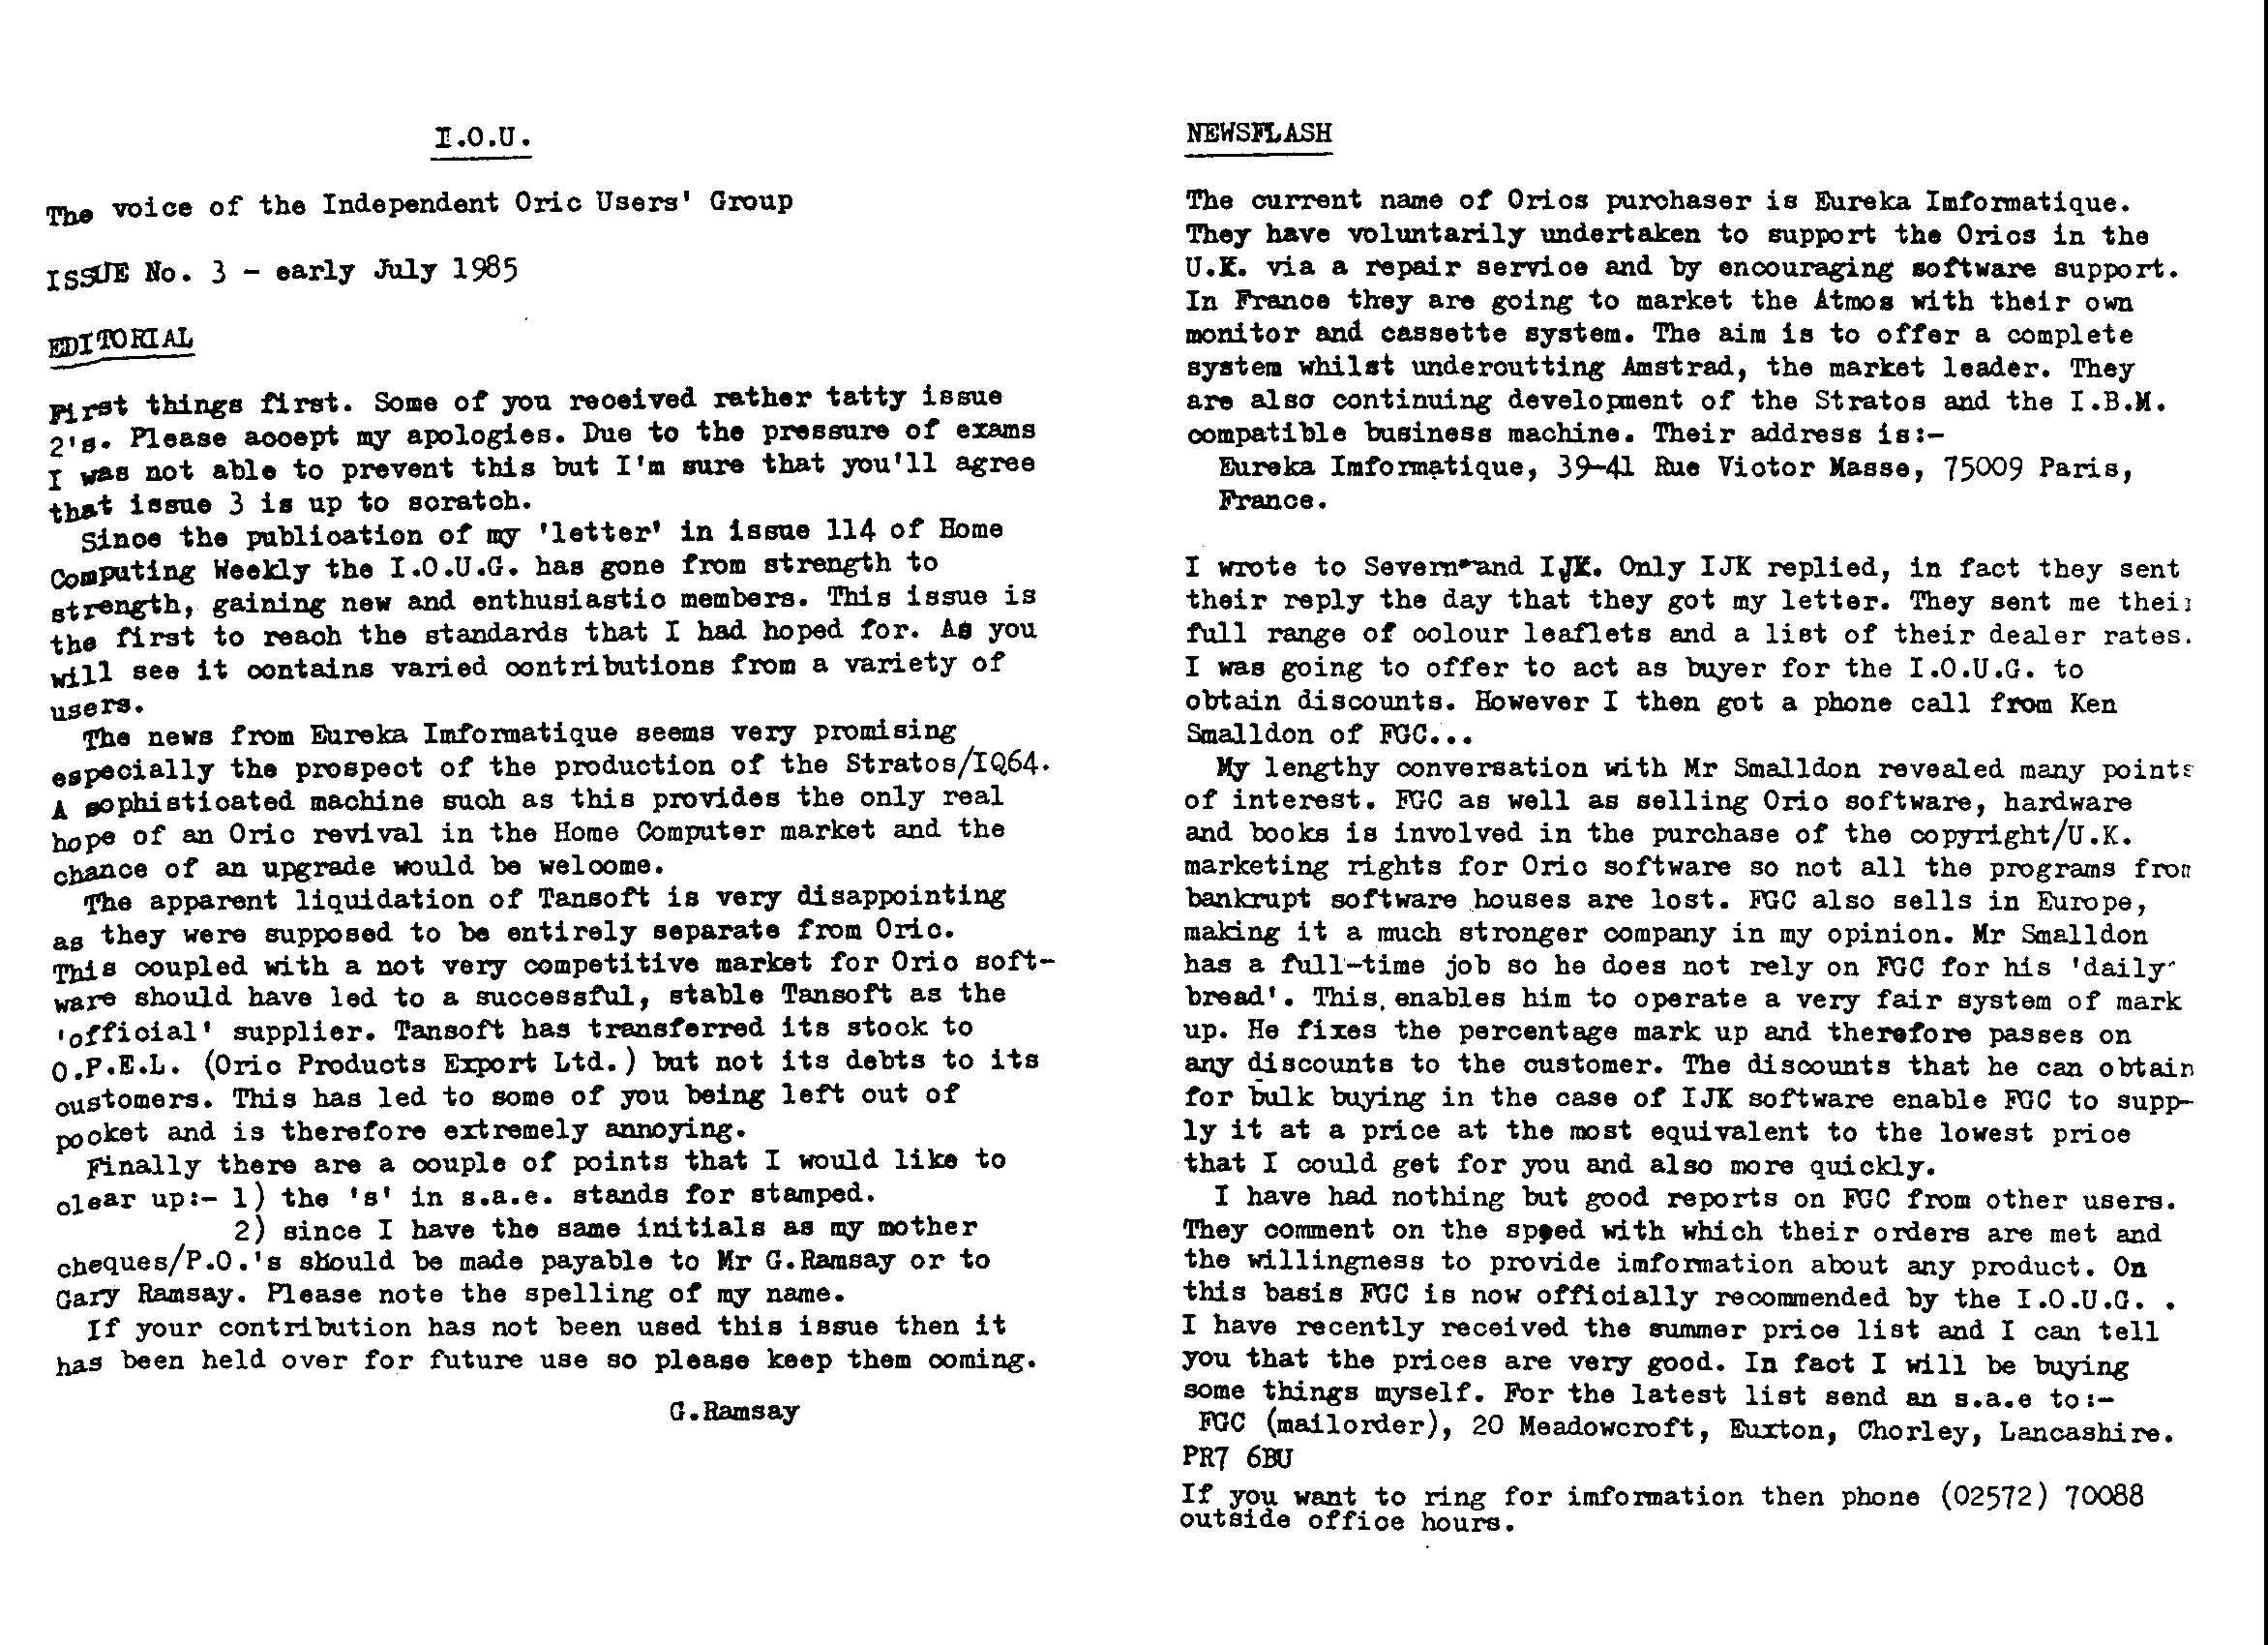 I.O.U.
The voice of the Independent Oric Users' Group
ISSUE No. 3 - early July 1985
EDITORIAL
First things first. Some of you received rather tatty issue
2's. Please accept my apologies. Due to the pressure of exams
I was not able to prevent this but I'm sure that you'll agree
that issue 3 is up to scratch.
Since the publication of my 'letter' in issue 114 of Home
Computing Weekly the I.O.U.G. has gone from strength to
strength, gaining new and enthusiastic members. This issue is
the first to reach the standards that I had hoped for. As you
will see it contains varied contributions from a variety of
users.
The news from Eureka Imformatique seems very promising
especially the prospect of the production of the Stratos/IQ64.
A sophisticated machine such as this provides the only real
hope of an Oric revival in the Home Computer market and the
chance of an upgrade would be welcome.
The apparent liquidation of Tansoft is very disappointing
as they were supposed to be entirely separate from Oric.
This coupled with a not very competitive market for Oric soft-
ware should have led to a successful, stable Tansoft as the
'official' supplier. Tansoft has transferred its stock to
O.P.E.L. (Oric Products Export Ltd.) but not its debts to its
customers. This has led to some of you being left out of
pocket and is therefore extremely annoying.
Finally there are a couple of points that I would like to
clear up:- 1) the 's' in s.a.e. stands for stamped.
2) since I have the same initials as my mother
cheques/P.O.'s should be made payable to Mr G.Ramsay or to
Gary Ramsay. Please note the spelling of my name.
If your contribution has not been used this issue then it
has been held over for future use so please keep them coming.
G.Ramsay
NEWSFLASH
The current name of Orics purchaser is Eureka Imformatique.
They have voluntarily undertaken to support the Orics in the
U.K. via a repair service and by encouraging software support.
In France they are going to market the Atmos with their own
monitor and cassette system. The aim is to offer a complete
system whilst undercutting Amstrad, the market leader. They
are also continuing development of the Stratos and the I.B.M.
compatible business machine. Their address is:-
Eureka Imformatique, 39-41 Rue Victor Masse, 75009 Paris,
France.
I wrote to Severn and IJK. Only IJK replied, in fact they sent
their reply the day that they got my letter. They sent me their
full range of colour leaflets and a list of their dealer rates.
I was going to offer to act as buyer for the I.O.U.G. to
obtain discounts. However I then got a phone call from Ken
Smalldon of FGC...
My lengthy conversation with Mr Smalldon revealed many points
of interest. FGC as well as selling Oric software, hardware
and books is involved in the purchase of the copyright/U.K.
marketing rights for Oric software so not all the programs from
bankrupt software houses are lost. FGC also sells in Europe,
making it a much stronger company in my opinion. Mr Smalldon
has a full-time job so he does not rely on FGC for his 'daily
bread'. This enables him to operate a very fair system of mark
up. He fixes the percentage mark up and therefore passes on
any discounts to the customer. The discounts that he can obtain
for bulk buying in the case of IJK software enable FGC to supp-
ly it at a price at the most equivalent to the lowest price
that I could get for you and also more quickly.
I have had nothing but good reports on FGC from other users.
They comment on the speed with which their orders are met and
the willingness to provide imformation about any product. On
this basis FGC is now officially recommended by the I.O.U.G. .
I have recently received the summer price list and I can tell
you that the prices are very good. In fact I will be buying
some things myself. For the latest list send an s.a.e to:-
FGC (mailorder), 20 Meadowcroft, Euxton, Chorley, Lancashire.
PR7 6BU
If you want to ring for imformation then phone (02572) 70088
outside office hours.